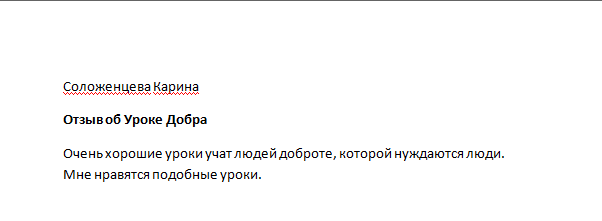 Соложенцева Карина
Отзыв об Уроке Добра
Очень хорошие уроки учат людей доброте, которой нуждаются люди.
Мне нравятся подобные уроки.